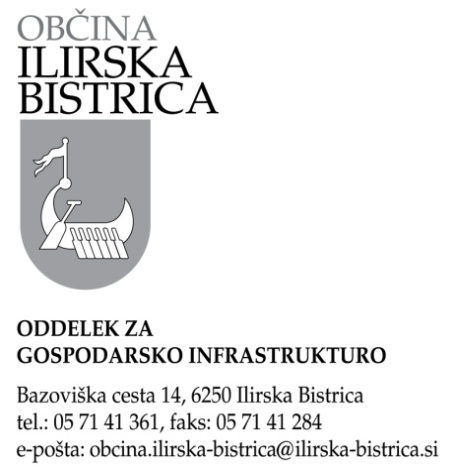 OBČINA
ILIRSKA
BISTRICA
ODDELEK ZA
GOSPODARSKO INFRASTRUKTURO
Bazoviška cesta 14, 6250 Ilirska Bistrica
tel.: 05 71 41 361, faks: 05 71 41 284
e-pošta: obcina.ilirska-bistrica@ilirska-bistrica.si